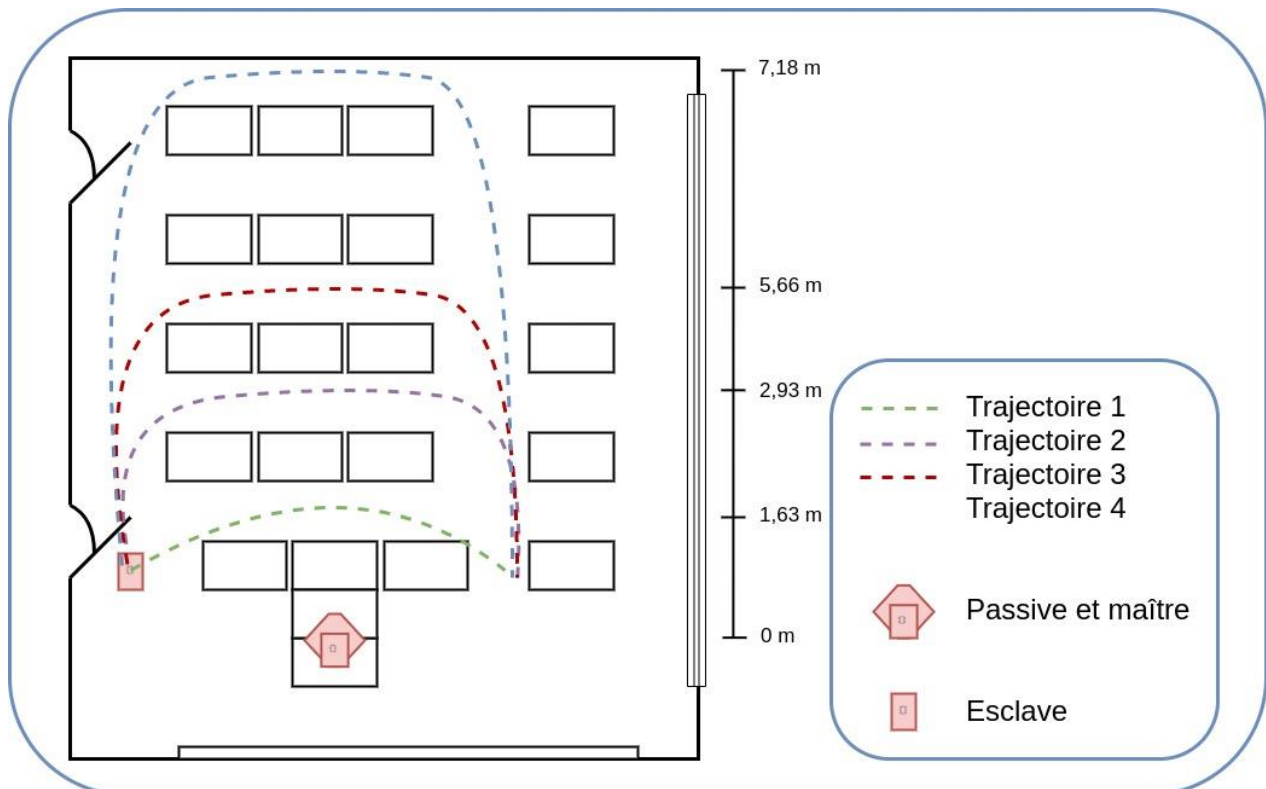 7,18 m
5,66 m
2,93 m
1,63 m
0 m
Trajectoire 1
Trajectoire 2
Trajectoire 3
Trajectoire 4
Passive et maître
Esclave